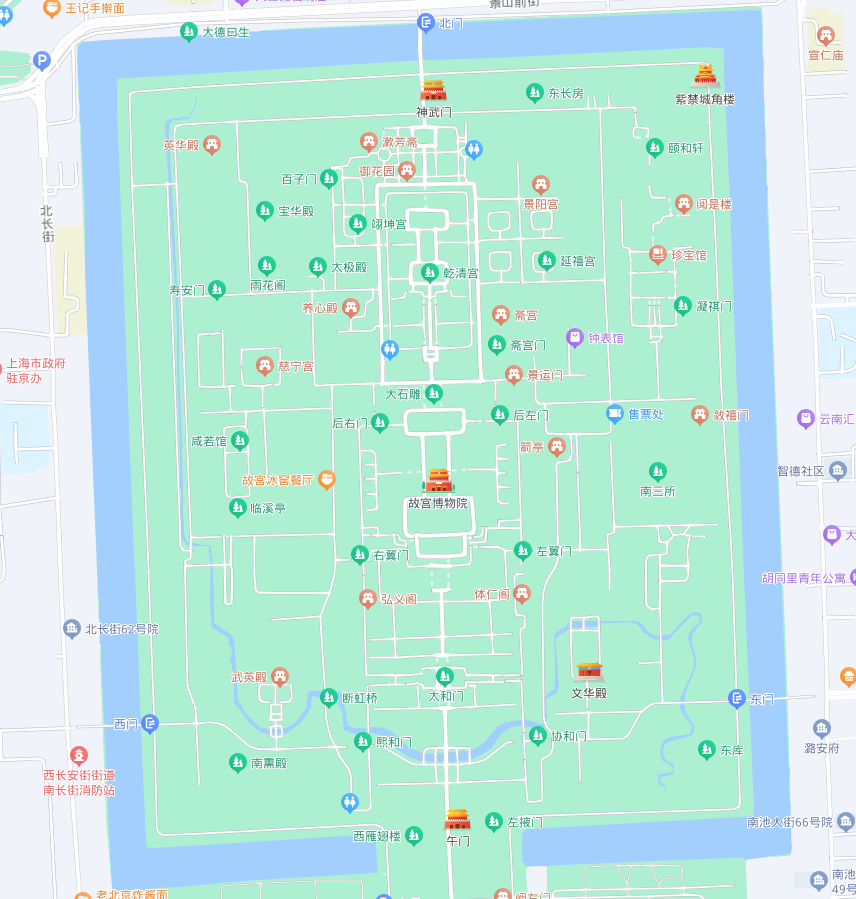 王记手擀面
景山前街
大德曰生
北门
P
宣仁庙
紫禁城角楼
东长房
神武门
漱芳斋
英华殿
颐和轩
御花园
百子门
景阳宫
阅是楼
宝华殿
翊坤宫
北长街
珍宝馆
延禧宫
太极殿
乾清宫
雨花阁
寿安门
养心殿
凝祺门
斋宫
钟表馆
斋宫门
上海市政府
驻京办
慈宁宫
景运门
大石雕
后右门
后左门
售票处
敛禧门
云南汇
咸若馆
箭亭
智德社区
故宫冰窖餐厅
南三所
故宫博物院
临溪亭
大
右翼门
左翼门
胡同里青年公寓
弘义阁
体仁阁
北长街62号院
武英殿
文华殿
太和门
断虹桥
东门
西门
熙和门
协和门
东库
潞安府
南熏殿
西长安街街道
南长街消防站
西雁翅楼
午门
左掖门
南池大街66号院
南池
49号
老北京炸酱面